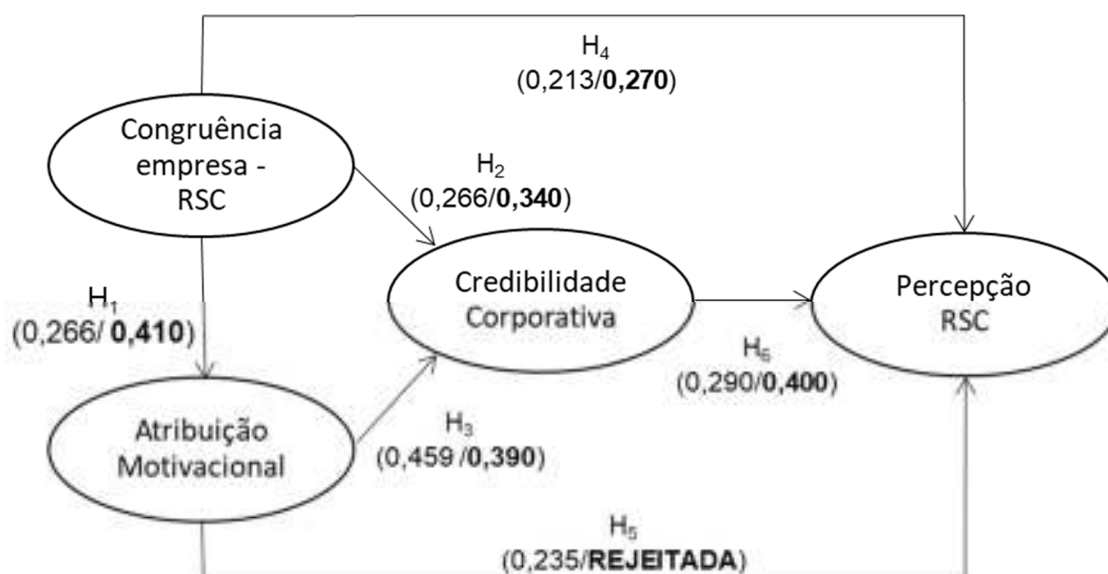 H₄
(0,213/0,270)
Congruência
empresa -
RSC
H₂
(0,266/0,340)
Credibilidade
Corporativa
Percepção
RSC
H₁
(0,266/ 0,410)
H₆
(0,290/0,400)
Atribuição
Motivacional
H₃
(0,459 /0,390)
H₅
(0,235/REJEITADA)